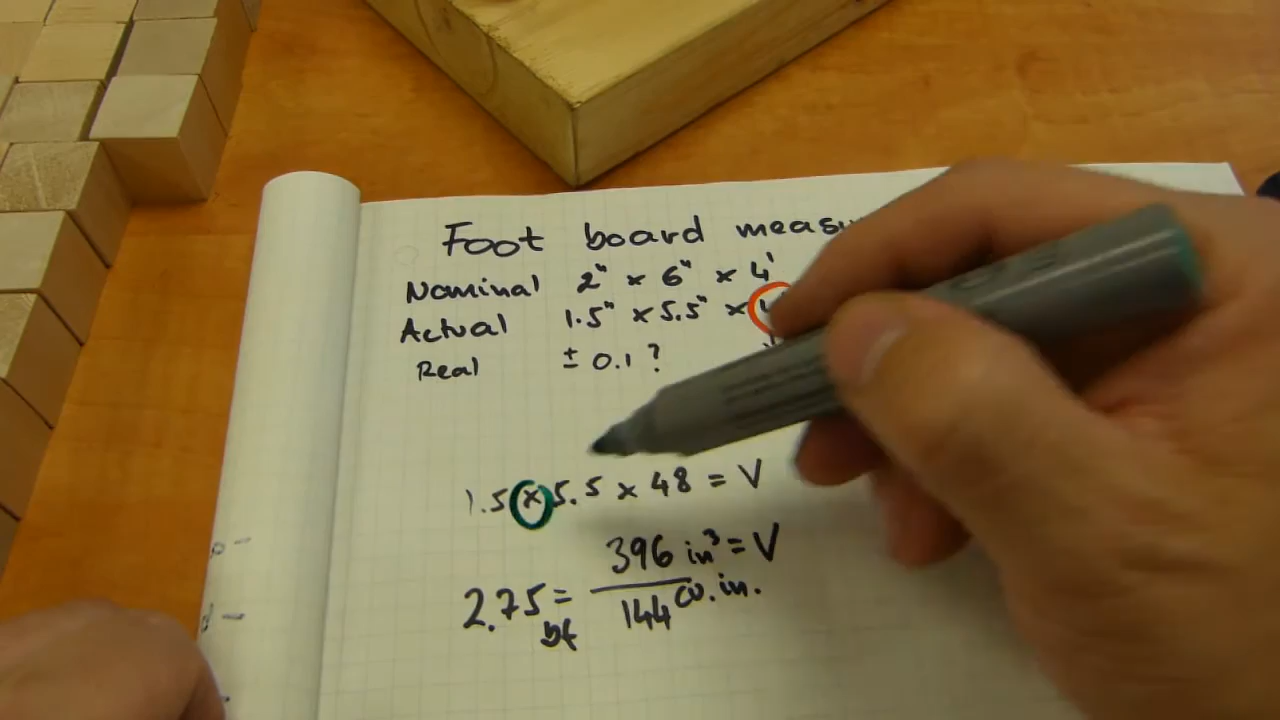 Foot board
Nominal 2" x 6" x 4'
Actual 1.5" x 5.5" x
Real ± 0.1 ?
1.5 x 5.5 x 48 = V
396 in³ = V
2.75 = 144 cu. in.
bf